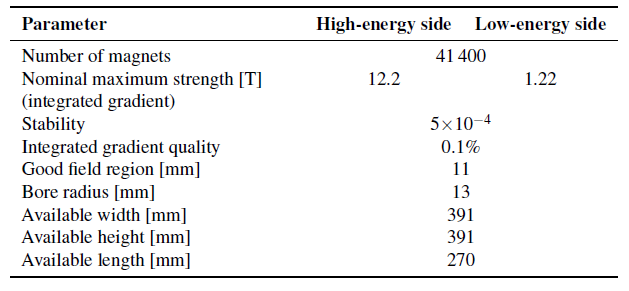 Parameter High-energy side Low-energy side
Number of magnets 41 400
Nominal maximum strength [T] 12.2 1.22
(integrated gradient)
Stability 5×10⁻⁴
Integrated gradient quality 0.1%
Good field region [mm] 11
Bore radius [mm] 13
Available width [mm] 391
Available height [mm] 391
Available length [mm] 270